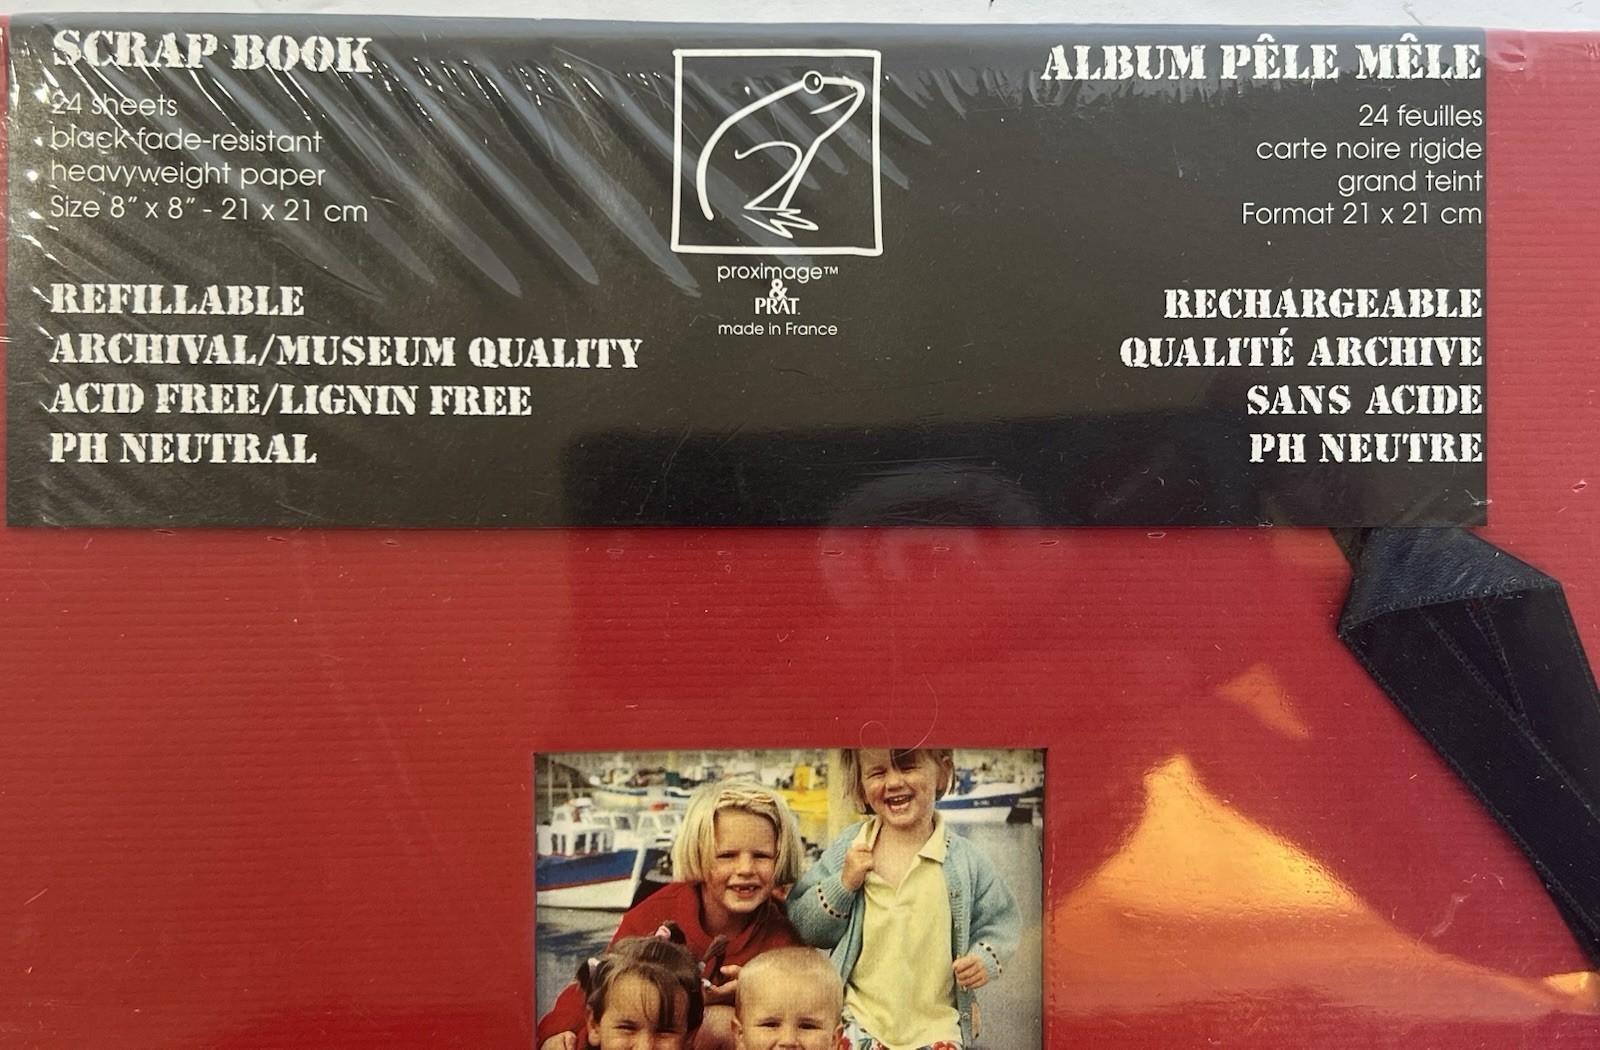 SCRAP BOOK
24 sheets
black fade-resistant
heavyweight paper
Size 8" x 8" - 21 x 21 cm
REFILLABLE
ARCHIVAL/MUSEUM QUALITY
ACID FREE/LIGNIN FREE
PH NEUTRAL
proximage™
&
PRAT
made in France
ALBUM PÊLE MÊLE
24 feuilles
carte noire rigide
grand teint
Format 21 x 21 cm
RECHARGEABLE
QUALITÉ ARCHIVE
SANS ACIDE
PH NEUTRE